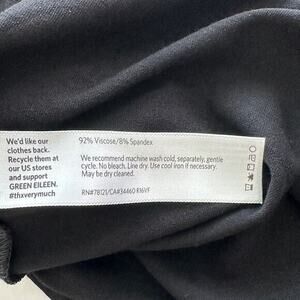 We'd like our
clothes back.
Recycle them at
our US stores
and support
GREEN EILEEN.
#thxverymuch
92% Viscose/8% Spandex
We recommend machine wash cold, separately, gentle
cycle. No bleach. Line dry. Use cool iron if necessary.
May be dry cleaned.
RN#78121/CA#34460 R16VF